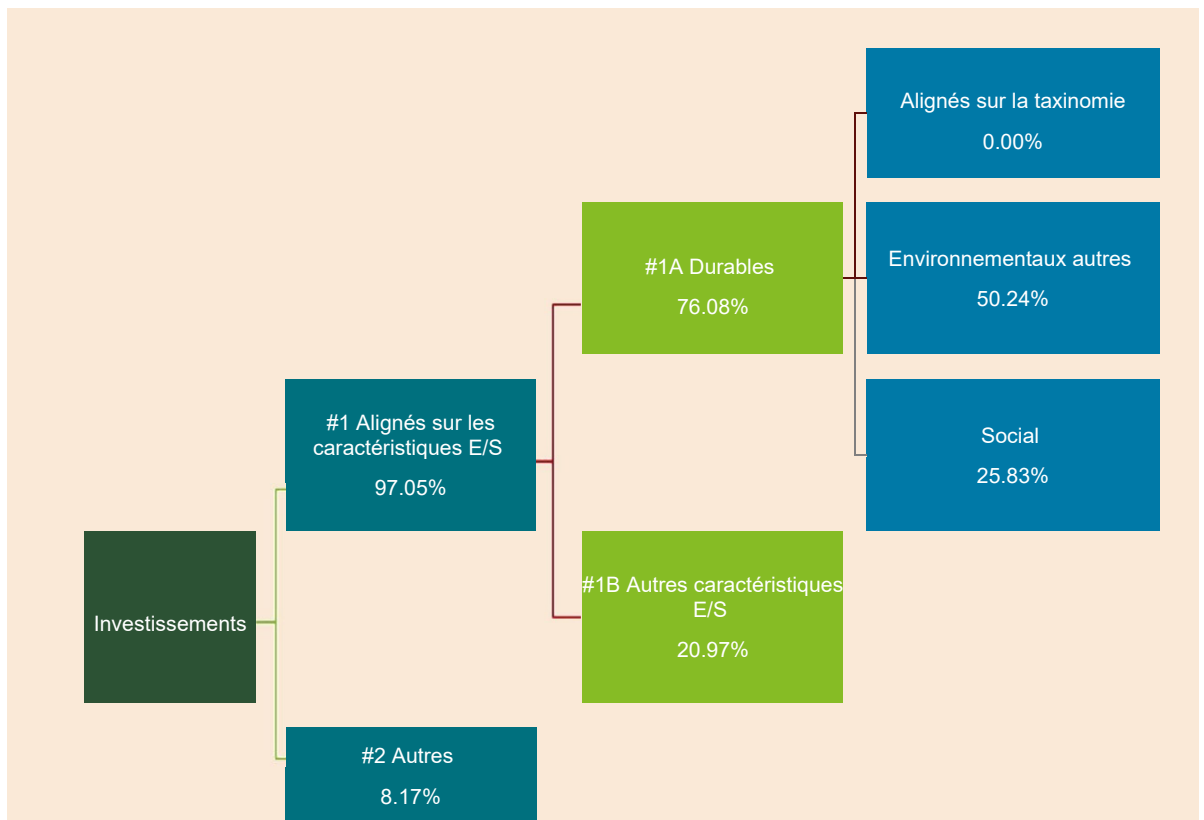 Alignés sur la taxinomie
0.00%
#1A Durables
76.08%
Environnementaux autres
50.24%
#1 Alignés sur les
caractéristiques E/S
97.05%
Social
25.83%
Investissements
#1B Autres caractéristiques
E/S
20.97%
#2 Autres
8.17%